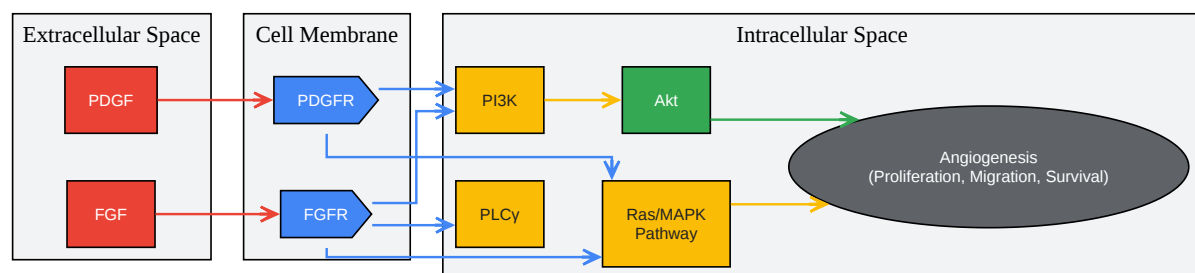 Extracellular Space
Cell Membrane
Intracellular Space
PDGF
PDGFR
PI3K
Akt
Angiogenesis
(Proliferation, Migration, Survival)
FGF
FGFR
PLCγ
Ras/MAPK
Pathway